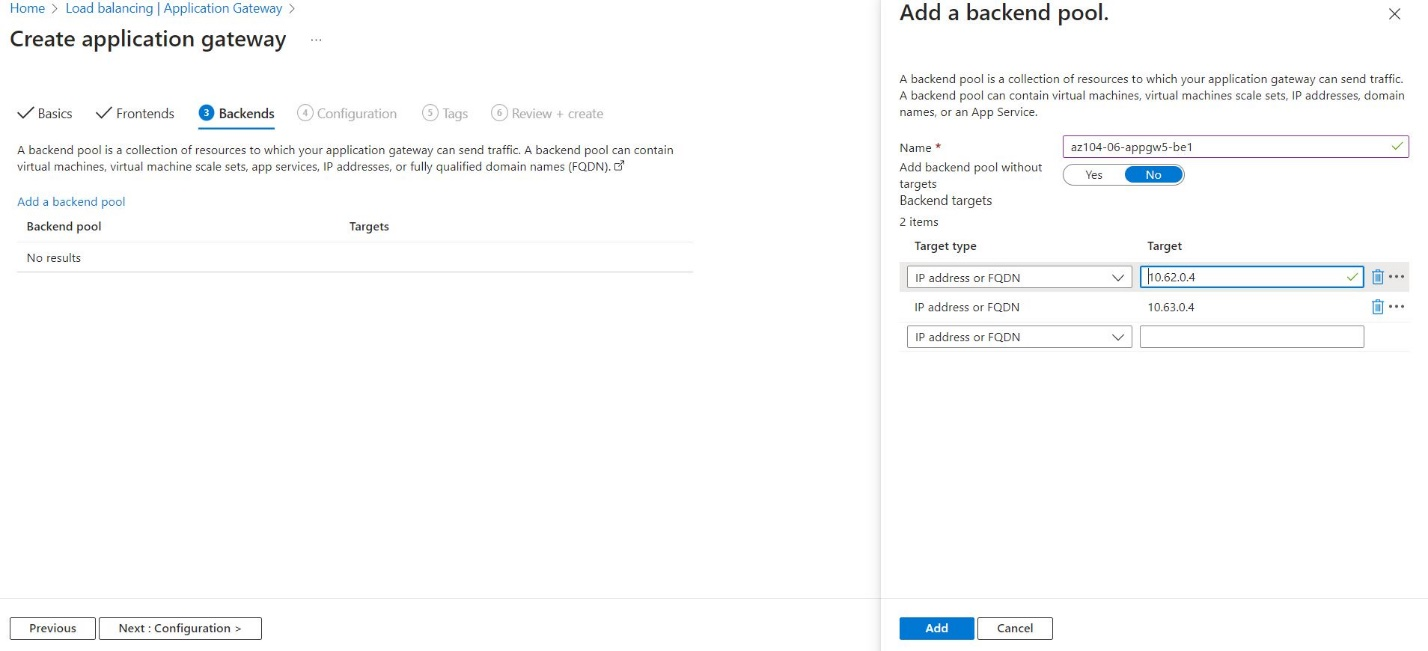 Home > Load balancing | Application Gateway >
Create application gateway ...
Basics Frontends 3 Backends 4 Configuration 5 Tags 6 Review + create
A backend pool is a collection of resources to which your application gateway can send traffic. A backend pool can contain
virtual machines, virtual machine scale sets, app services, IP addresses, or fully qualified domain names (FQDN).
Add a backend pool
Backend pool Targets
No results
Previous Next : Configuration >
Add a backend pool.
A backend pool is a collection of resources to which your application gateway can send traffic.
A backend pool can contain virtual machines, virtual machines scale sets, IP addresses, domain
names, or an App Service.
Name * az104-06-appgw5-be1
Add backend pool without
targets
Yes No
Backend targets
2 items
Target type Target
IP address or FQDN 10.62.0.4 ...
IP address or FQDN 10.63.0.4 ...
IP address or FQDN
Add Cancel